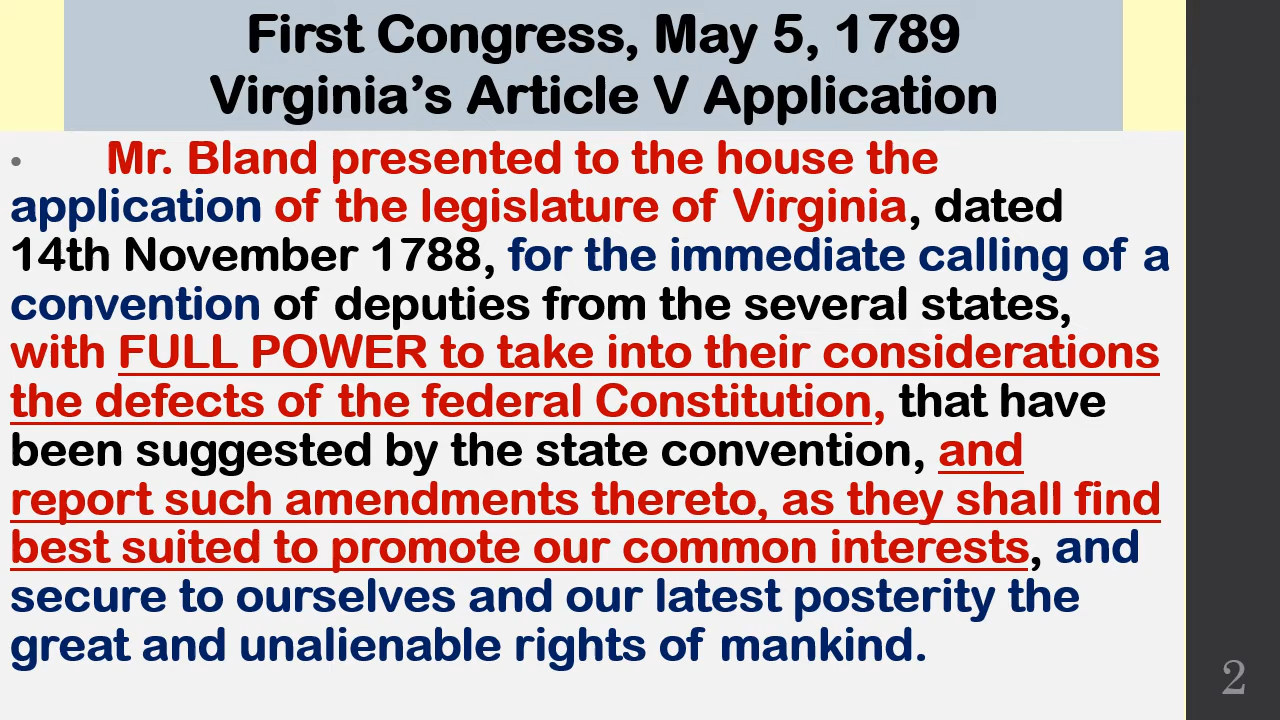 First Congress, May 5, 1789
Virginia’s Article V Application
• Mr. Bland presented to the house the
application of the legislature of Virginia, dated
14th November 1788, for the immediate calling of a
convention of deputies from the several states,
with FULL POWER to take into their considerations
the defects of the federal Constitution, that have
been suggested by the state convention, and
report such amendments thereto, as they shall find
best suited to promote our common interests, and
secure to ourselves and our latest posterity the
great and unalienable rights of mankind.
2